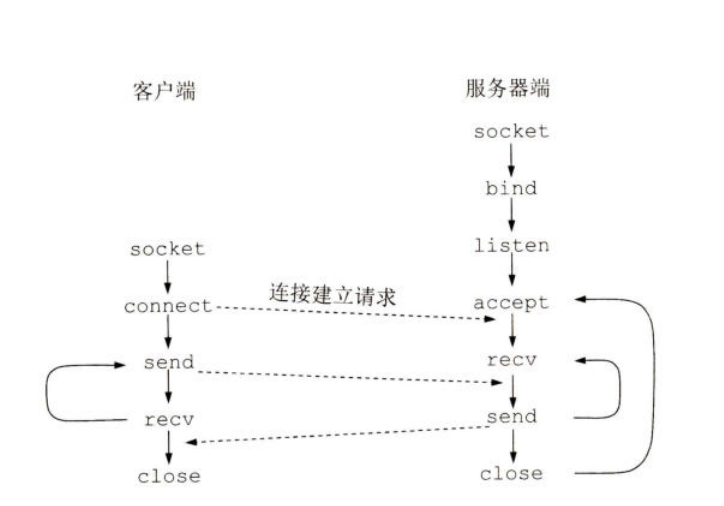 客户端
服务器端
socket
bind
listen
socket
连接建立请求
connect
accept
send
recv
recv
send
close
close